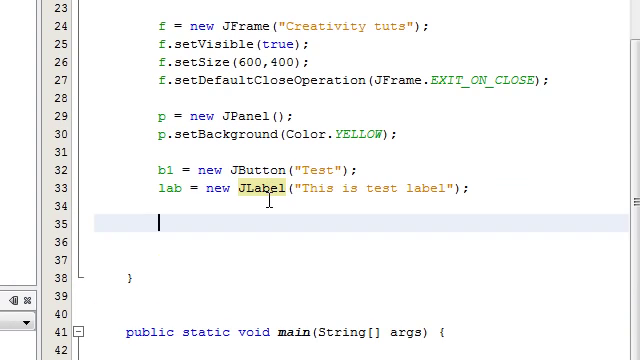 23
24 f = new JFrame("Creativity tuts");
25 f.setVisible(true);
26 f.setSize(600,400);
27 f.setDefaultCloseOperation(JFrame.EXIT_ON_CLOSE);
28
29 p = new JPanel();
30 p.setBackground(Color.YELLOW);
31
32 b1 = new JButton("Test");
33 lab = new JLabel("This is test label");
34
35
36
37
38 }
39
40
41 public static void main(String[] args) {
42